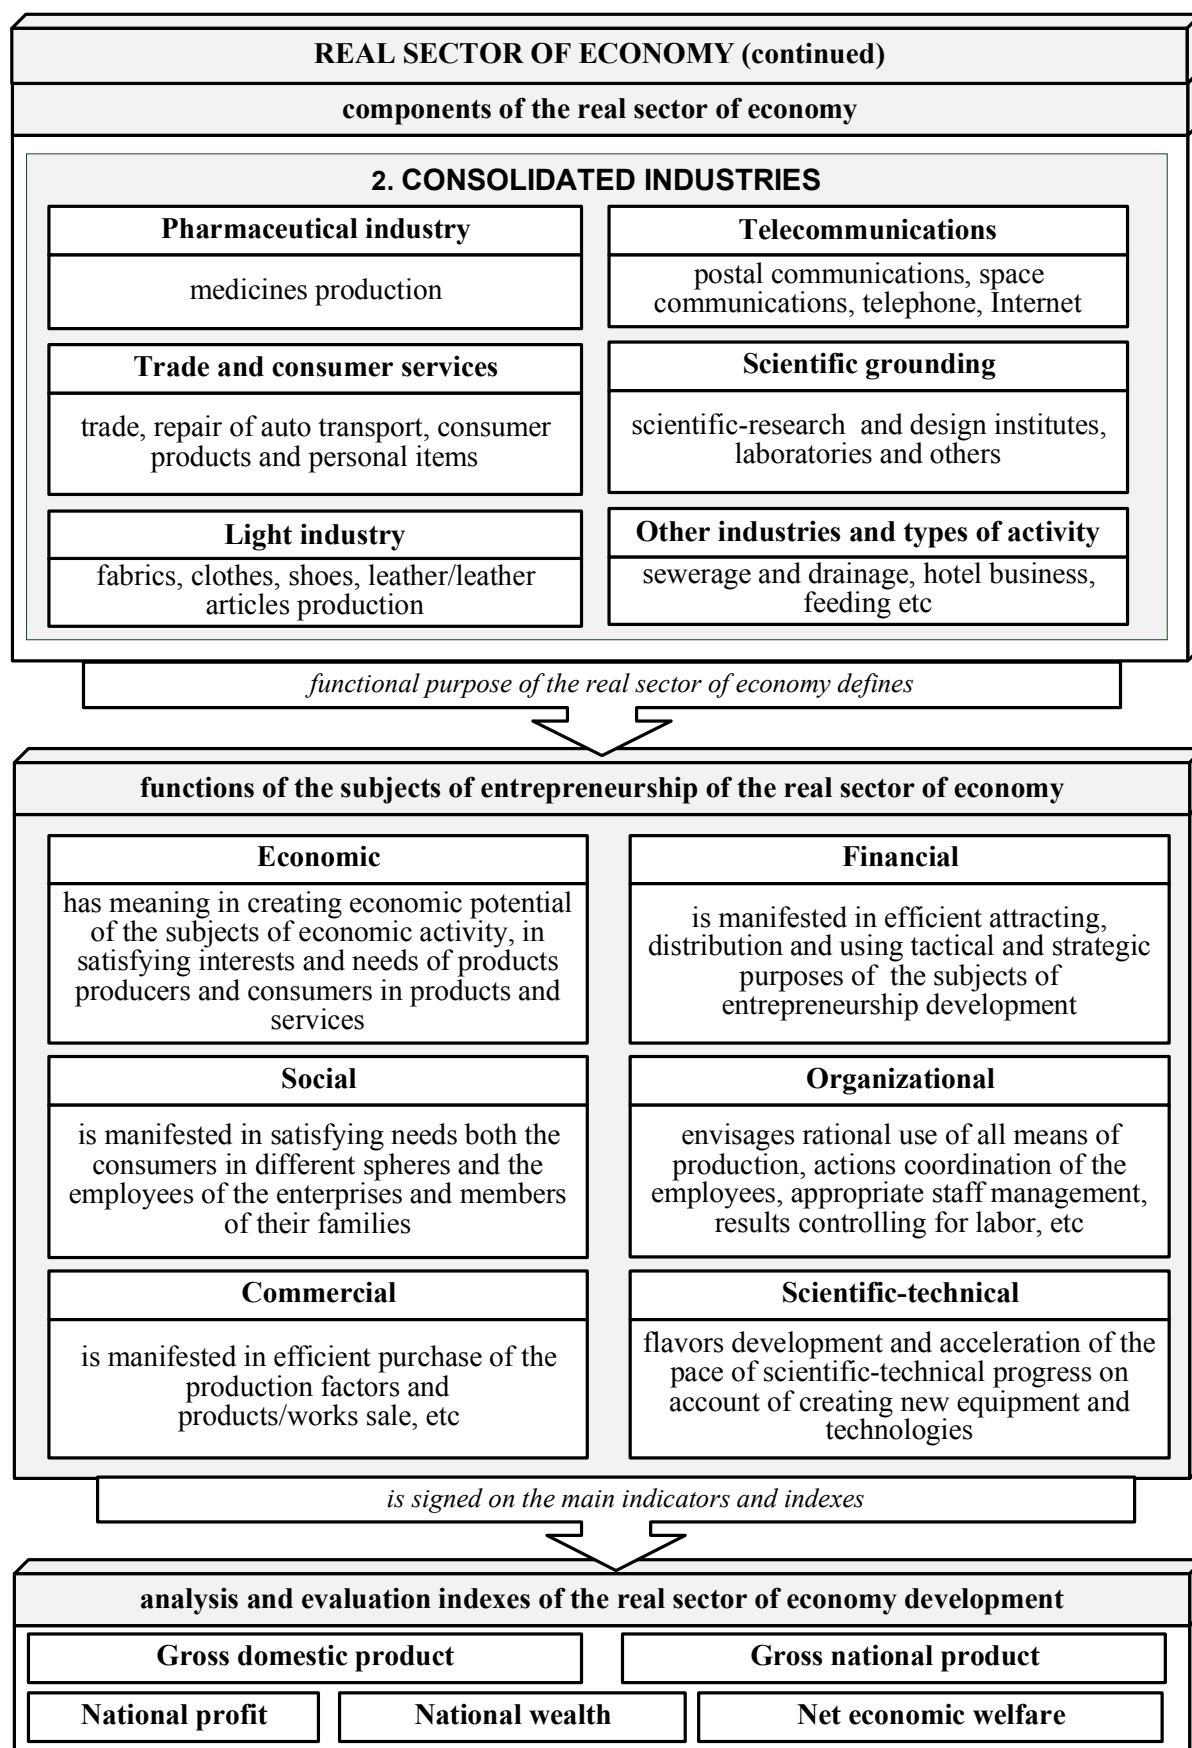 REAL SECTOR OF ECONOMY (continued)
components of the real sector of economy
2. CONSOLIDATED INDUSTRIES
Pharmaceutical industry
medicines production
Telecommunications
postal communications, space
communications, telephone, Internet
Trade and consumer services
trade, repair of auto transport, consumer
products and personal items
Scientific grounding
scientific-research and design institutes,
laboratories and others
Light industry
fabrics, clothes, shoes, leather/leather
articles production
Other industries and types of activity
sewerage and drainage, hotel business,
feeding etc
functional purpose of the real sector of economy defines
functions of the subjects of entrepreneurship of the real sector of economy
Economic
has meaning in creating economic potential
of the subjects of economic activity, in
satisfying interests and needs of products
producers and consumers in products and
services
Financial
is manifested in efficient attracting,
distribution and using tactical and strategic
purposes of the subjects of
entrepreneurship development
Social
is manifested in satisfying needs both the
consumers in different spheres and the
employees of the enterprises and members
of their families
Organizational
envisages rational use of all means of
production, actions coordination of the
employees, appropriate staff management,
results controlling for labor, etc
Commercial
is manifested in efficient purchase of the
production factors and
products/works sale, etc
Scientific-technical
flavors development and acceleration of the
pace of scientific-technical progress on
account of creating new equipment and
technologies
is signed on the main indicators and indexes
analysis and evaluation indexes of the real sector of economy development
Gross domestic product
Gross national product
National profit
National wealth
Net economic welfare